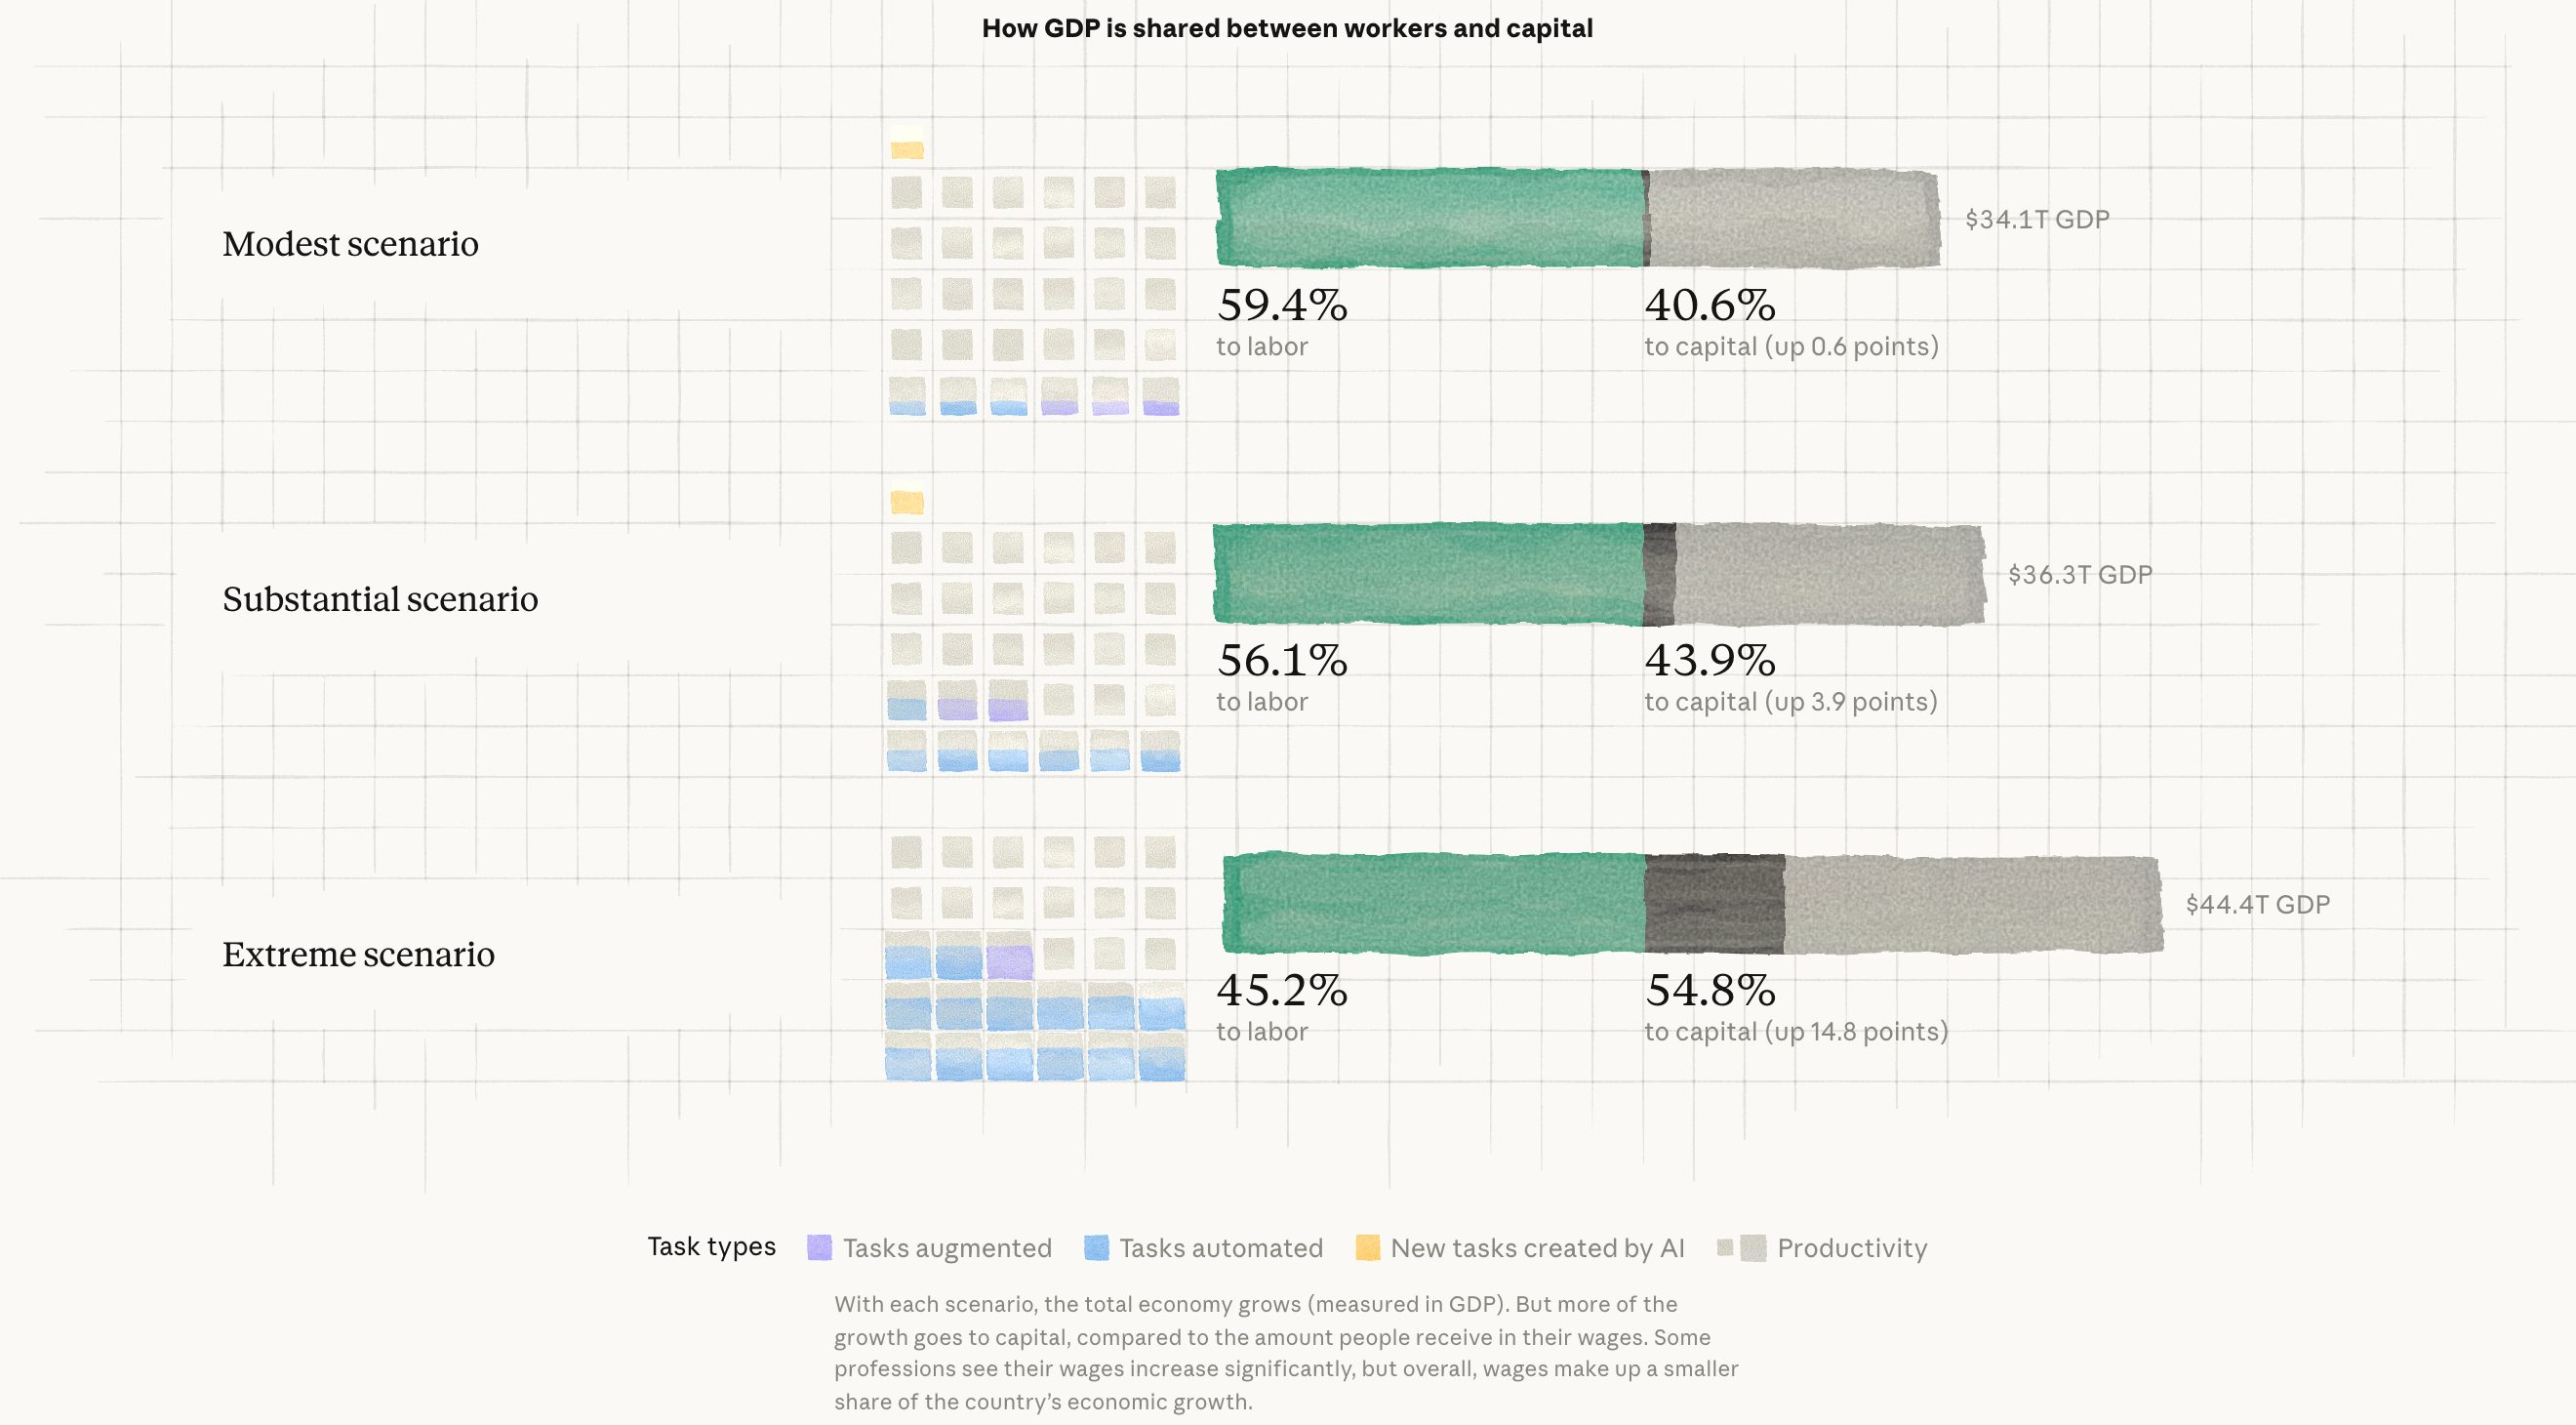 How GDP is shared between workers and capital
Modest scenario
$34.1T GDP
59.4%
to labor
40.6%
to capital (up 0.6 points)
Substantial scenario
$36.3T GDP
56.1%
to labor
43.9%
to capital (up 3.9 points)
Extreme scenario
$44.4T GDP
45.2%
to labor
54.8%
to capital (up 14.8 points)
Task types
Tasks augmented
Tasks automated
New tasks created by AI
Productivity
With each scenario, the total economy grows (measured in GDP). But more of the
growth goes to capital, compared to the amount people receive in their wages. Some
professions see their wages increase significantly, but overall, wages make up a smaller
share of the country’s economic growth.